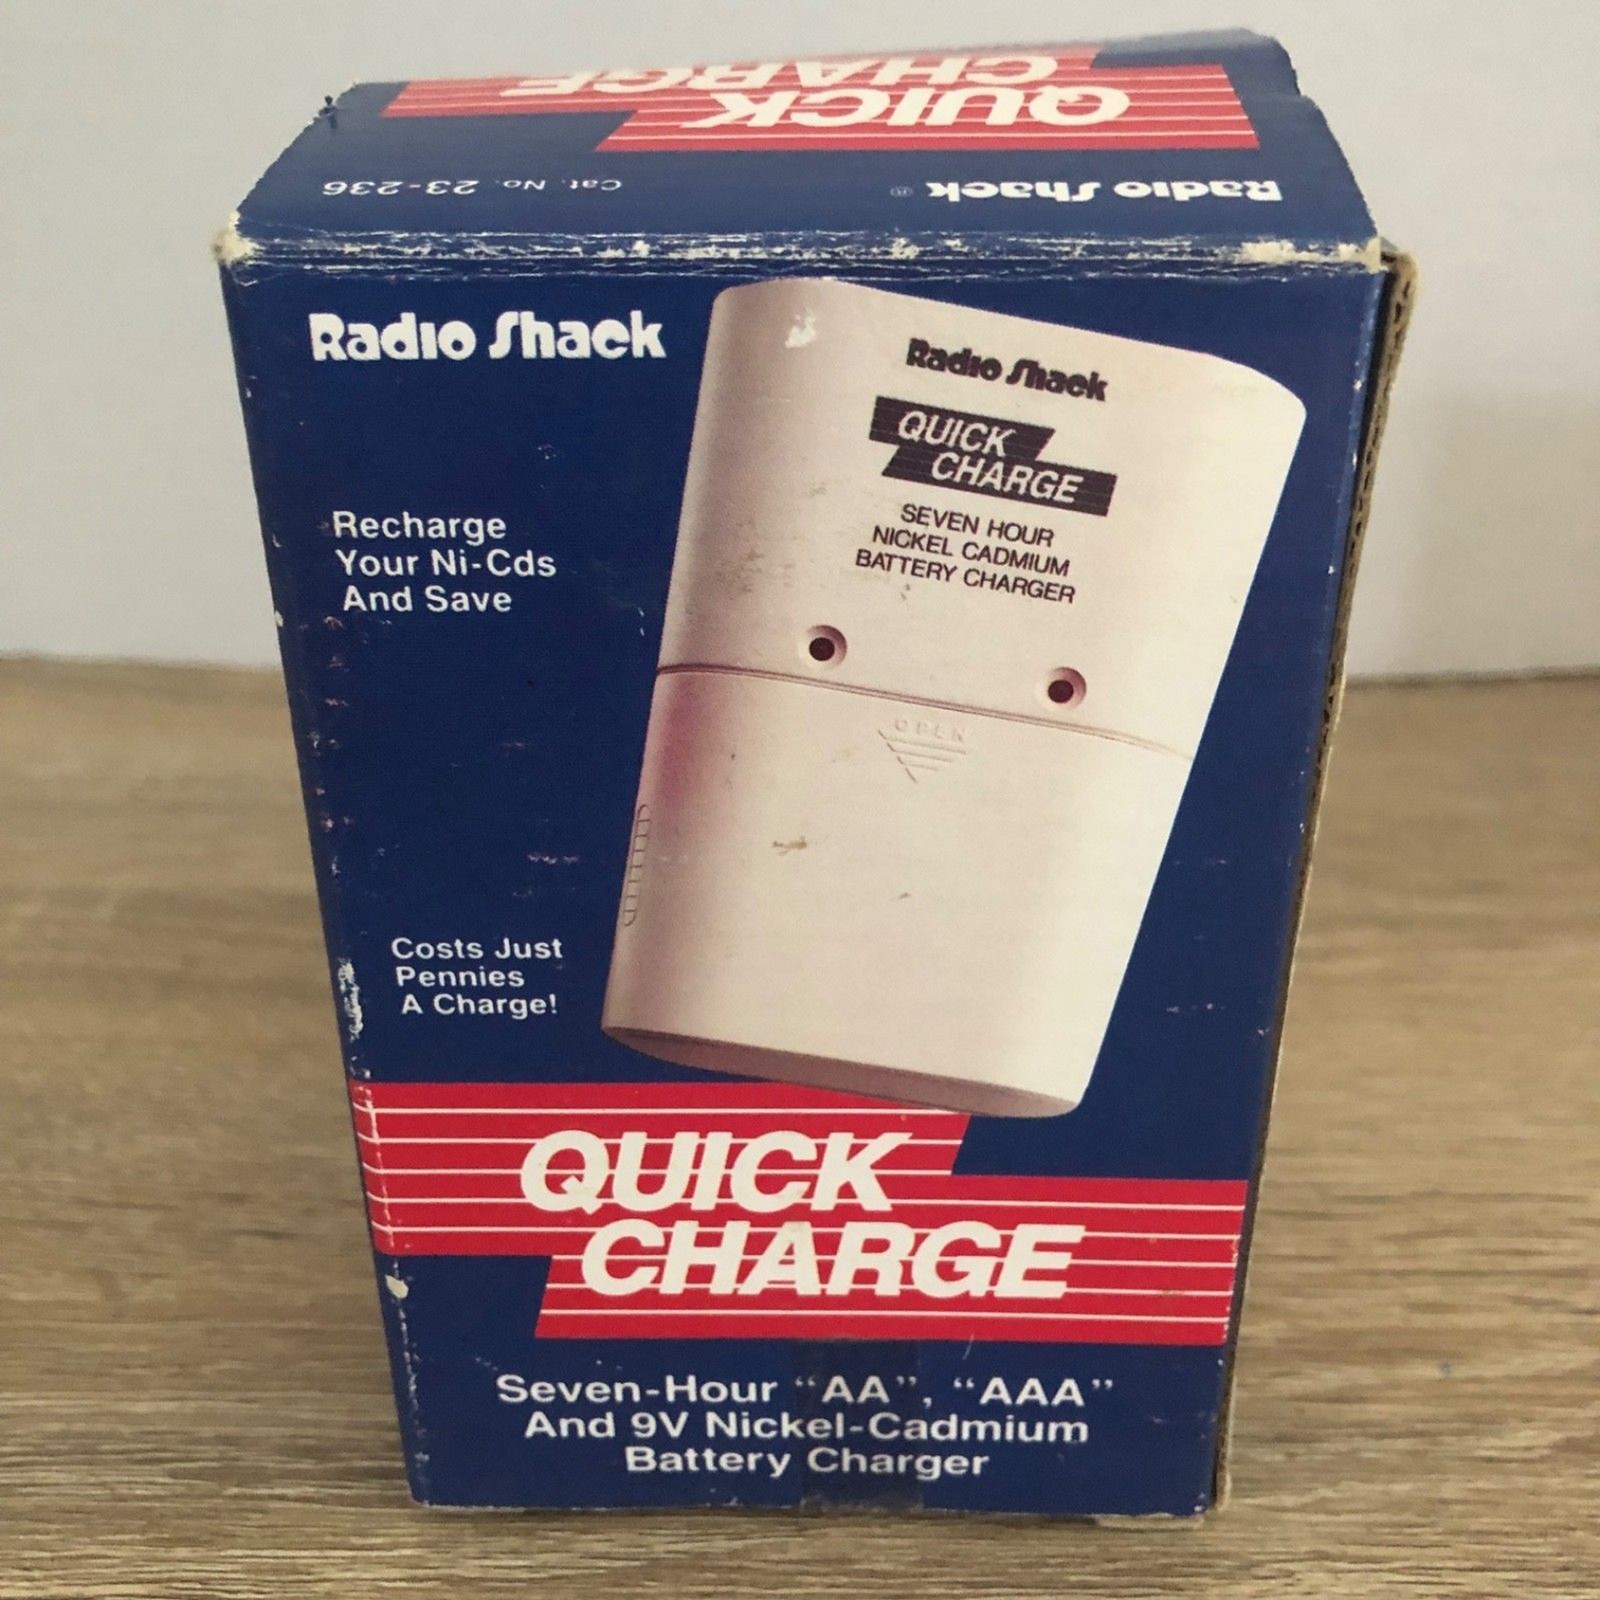 QUICK
CHARGE
Radio Shack®
Cat. No. 23-236
Radio Shack
Radio Shack
QUICK
CHARGE
SEVEN HOUR
NICKEL CADMIUM
BATTERY CHARGER
OPEN
Recharge
Your Ni-Cds
And Save
Costs Just
Pennies
A Charge!
QUICK
CHARGE
Seven-Hour “AA”, “AAA”
And 9V Nickel-Cadmium
Battery Charger